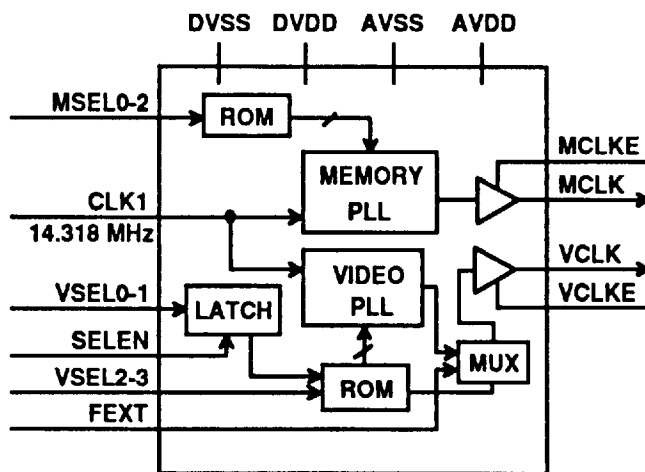 DVSS DVDD AVSS AVDD
MSEL0-2
ROM
MCLKE
MEMORY
PLL
MCLK
CLK1
14.318 MHz
VIDEO
PLL
VCLK
VSEL0-1
LATCH
VCLKE
SELEN
MUX
VSEL2-3
ROM
FEXT